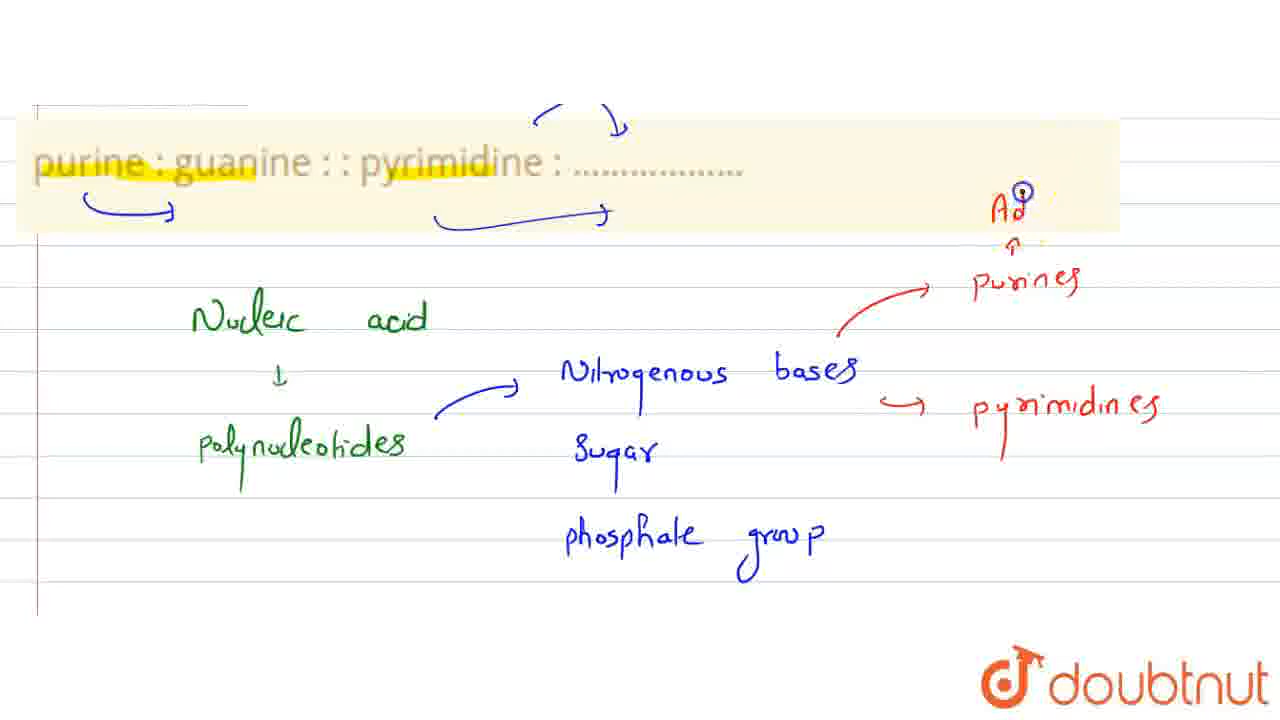 purine : guanine : : pyrimidine : ..................
Ad
purines
Nucleic acid
Nitrogenous bases
pyrimidines
polynucleotides
Sugar
phosphate group
doubtnut